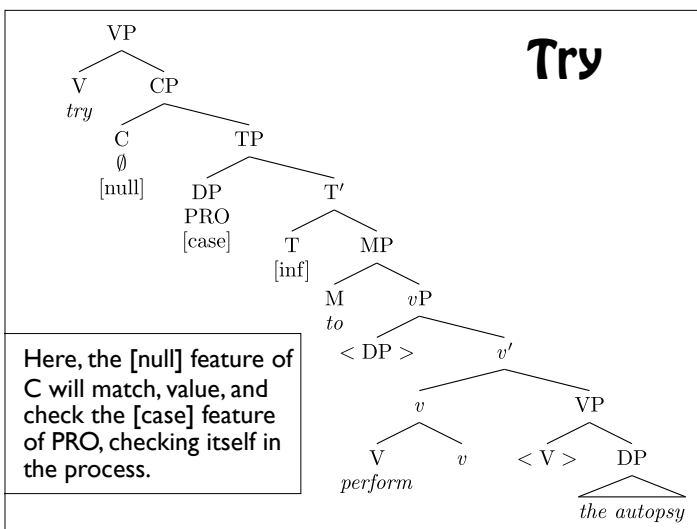 Try
VP
V CP
try
C TP
∅
[null]
DP T′
PRO
[case]
T MP
[inf]
M vP
to
< DP > v′
v VP
V v < V > DP
perform
the autopsy
Here, the [null] feature of
C will match, value, and
check the [case] feature
of PRO, checking itself in
the process.